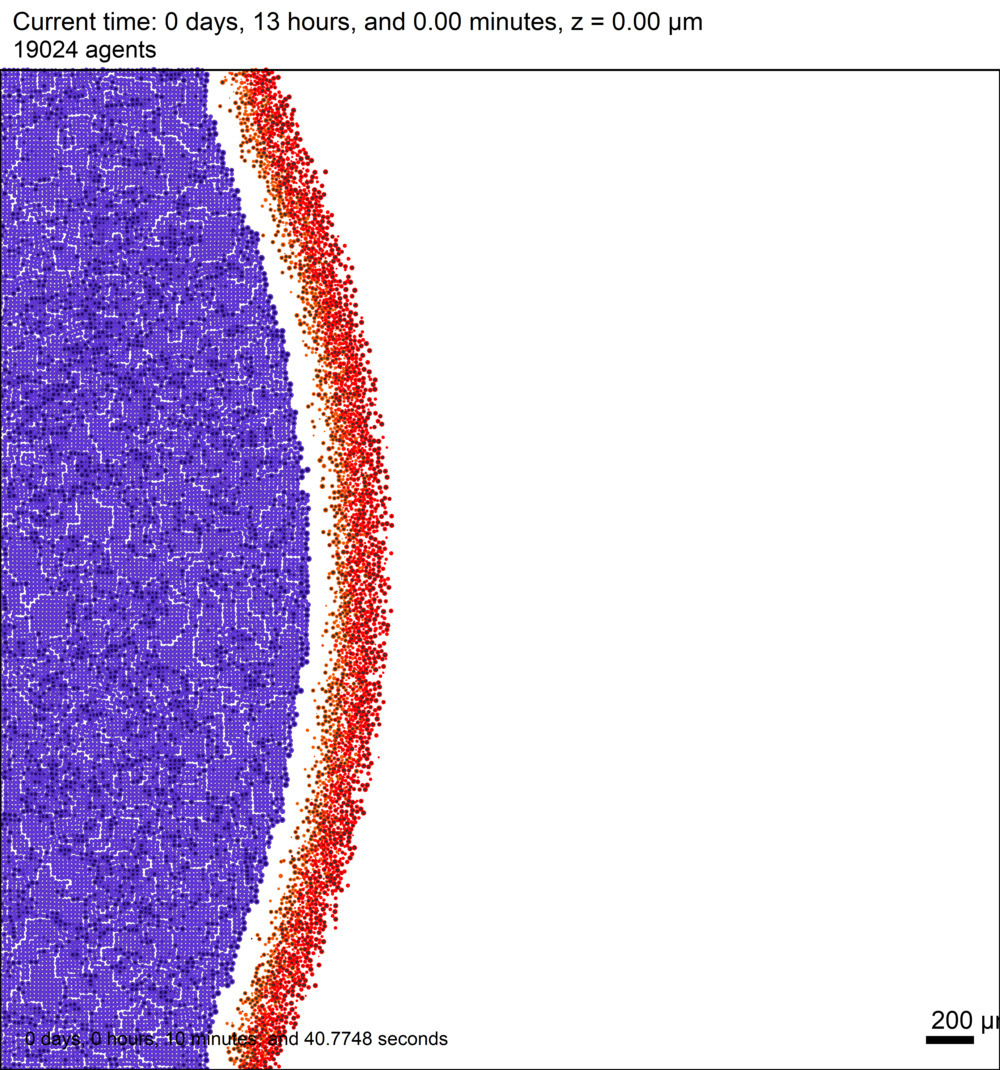 Current time: 0 days, 13 hours, and 0.00 minutes, z = 0.00 µm
19024 agents
200 µ
0 days, 0 hours, 10 minutes, and 40.7748 seconds